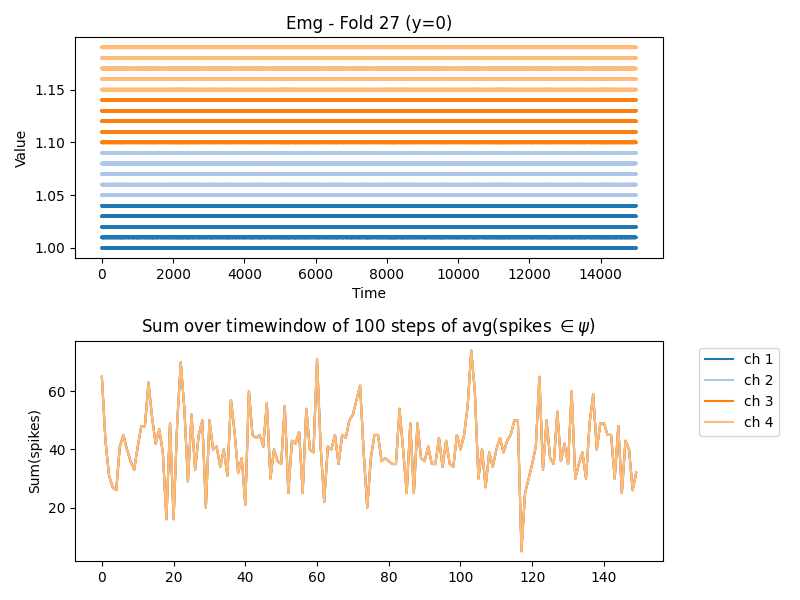 Emg - Fold 27 (y=0)
Value
1.15
1.10
1.05
1.00
0 2000 4000 6000 8000 10000 12000 14000
Time
Sum over timewindow of 100 steps of avg(spikes ∈ ψ)
Sum(spikes)
60
40
20
0 20 40 60 80 100 120 140
ch 1
ch 2
ch 3
ch 4